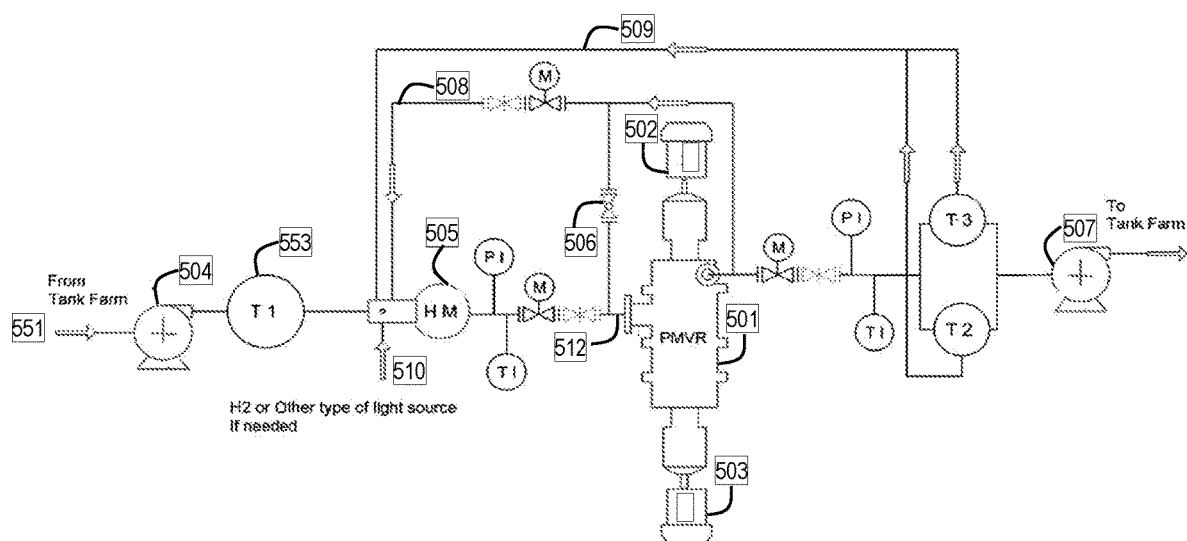 509
508
M
502
506
From
Tank Farm
551
504
553
T 1
505
H M
P I
M
T I
512
510
H2 or Other type of light source
If needed
PMVR
501
503
M
P I
T I
T 3
T 2
507
To
Tank Farm